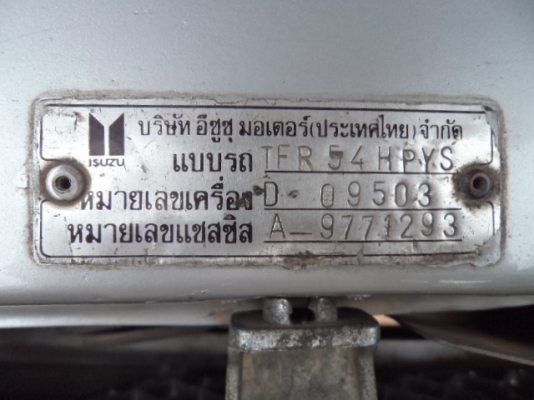 บริษัท อีซูซุ มอเตอร์(ประเทศไทย)จำกัด
ISUZU
แบบรถ TFR54HPYS
หมายเลขเครื่อง D-09503
หมายเลขแชสซิส A-9771293